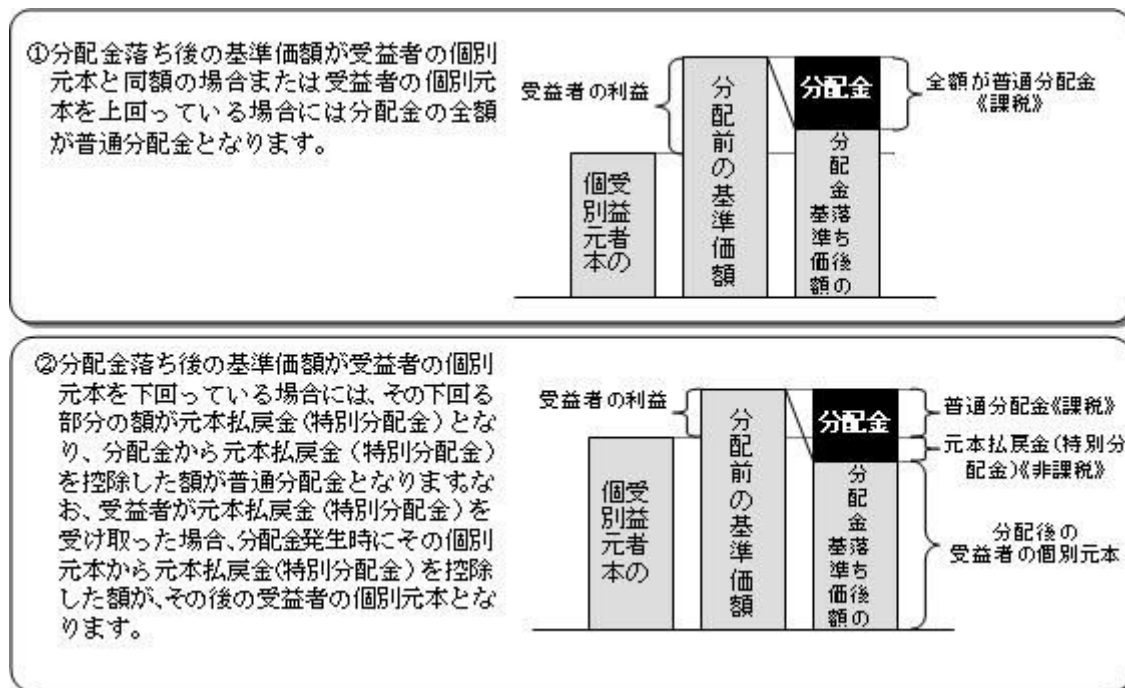 ①分配金落ち後の基準価額が受益者の個別
元本と同額の場合または受益者の個別元
本を上回っている場合には分配金の全額
が普通分配金となります。
受益者の利益
個別元本
受益者の
分配前の基準価額
分配金
分配金落ち後の
基準価額
全額が普通分配金
《課税》
②分配金落ち後の基準価額が受益者の個別
元本を下回っている場合には、その下回る
部分の額が元本払戻金(特別分配金)とな
り、分配金から元本払戻金(特別分配金)
を控除した額が普通分配金となります。な
お、受益者が元本払戻金(特別分配金)を
受け取った場合、分配金発生時にその個別
元本から元本払戻金(特別分配金)を控除
した額が、その後の受益者の個別元本とな
ります。
受益者の利益
受益者の
個別元本
分配前の基準価額
分配金
分配金落ち後の
基準価額
普通分配金《課税》
元本払戻金(特別分
配金)《非課税》
分配後の
受益者の個別元本